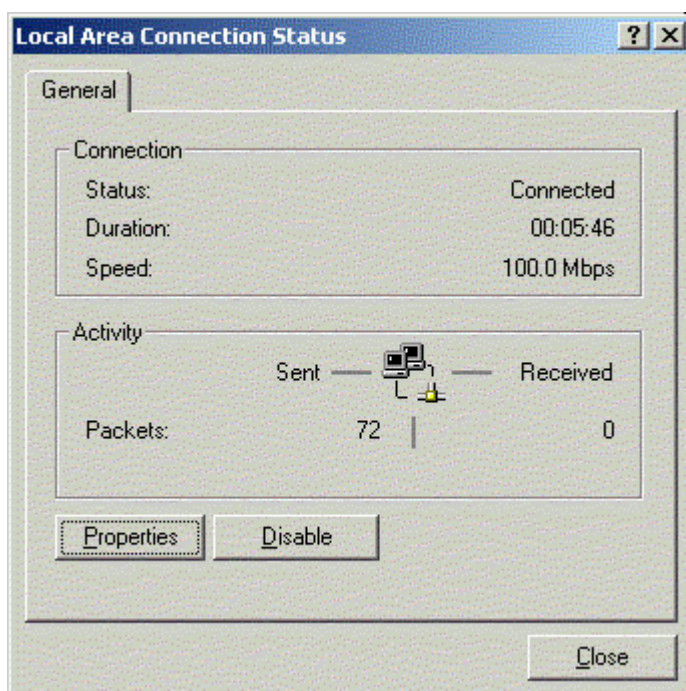 Local Area Connection Status
General
Connection
Status: Connected
Duration: 00:05:46
Speed: 100.0 Mbps
Activity
Sent Received
Packets: 72 0
Properties Disable
Close